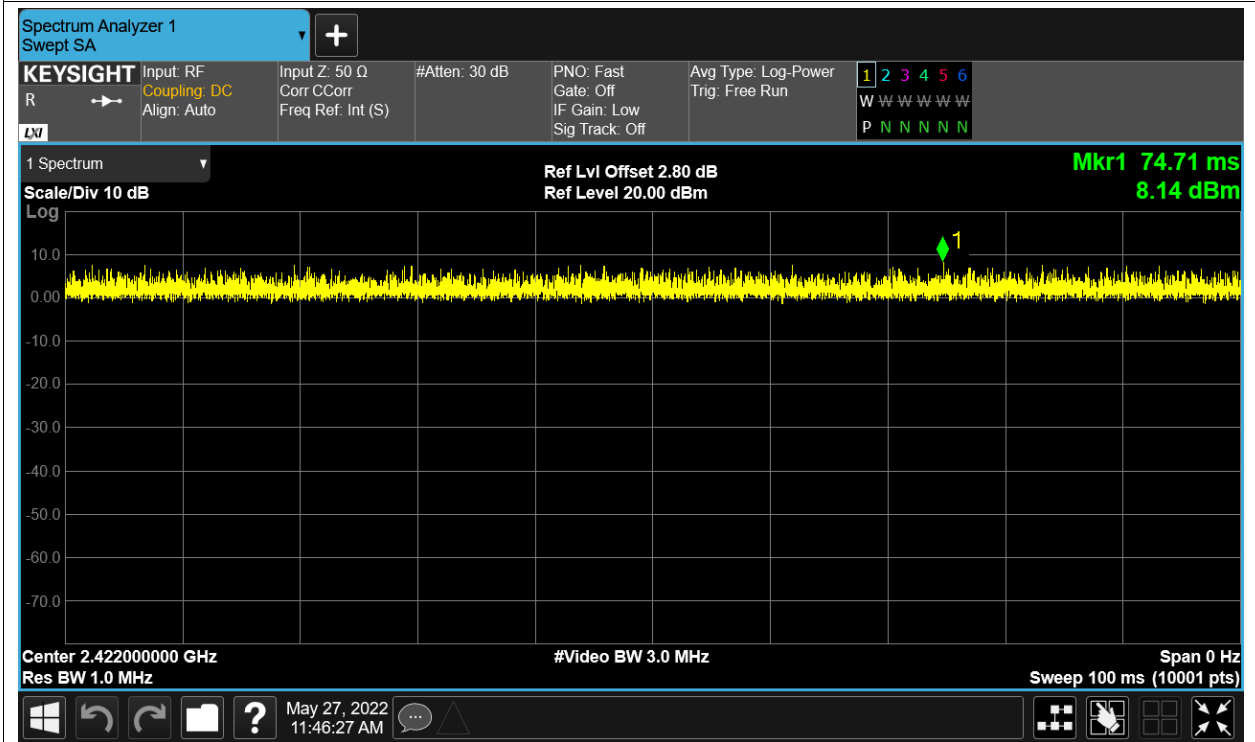 Spectrum Analyzer 1
Swept SA
+
KEYSIGHT
R
LXI
Input: RF
Coupling: DC
Align: Auto
Input Z: 50 Ω
Corr CCorr
Freq Ref: Int (S)
#Atten: 30 dB
PNO: Fast
Gate: Off
IF Gain: Low
Sig Track: Off
Avg Type: Log-Power
Trig: Free Run
1 2 3 4 5 6
W W W W W W
P N N N N N
1 Spectrum
Scale/Div 10 dB
Ref Lvl Offset 2.80 dB
Ref Level 20.00 dBm
Mkr1 74.71 ms
8.14 dBm
Log
1
10.0
0.00
-10.0
-20.0
-30.0
-40.0
-50.0
-60.0
-70.0
Center 2.422000000 GHz
#Video BW 3.0 MHz
Span 0 Hz
Res BW 1.0 MHz
Sweep 100 ms (10001 pts)
?
May 27, 2022
11:46:27 AM